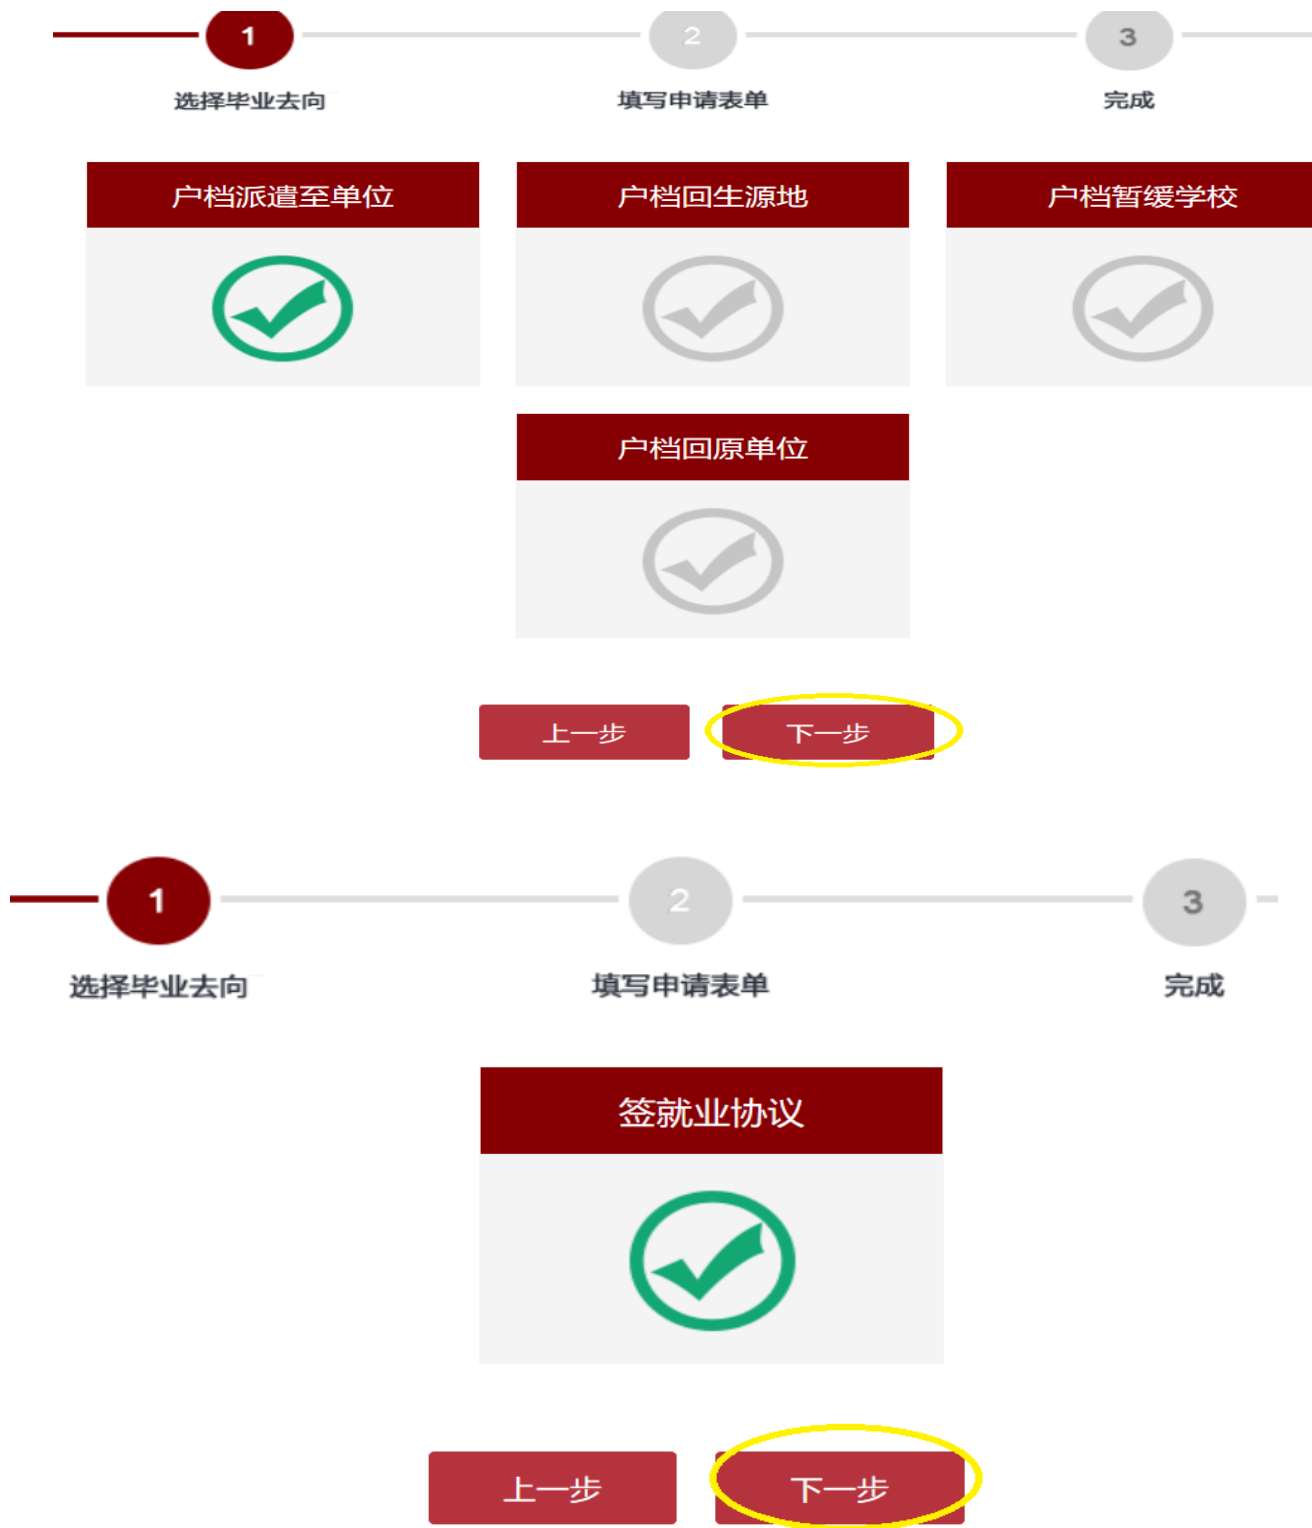 1 2 3
选择毕业去向 填写申请表单 完成
户档派遣至单位 户档回生源地 户档暂缓学校
户档回原单位
上一步 下一步
1 2 3
选择毕业去向 填写申请表单 完成
签就业协议
上一步 下一步